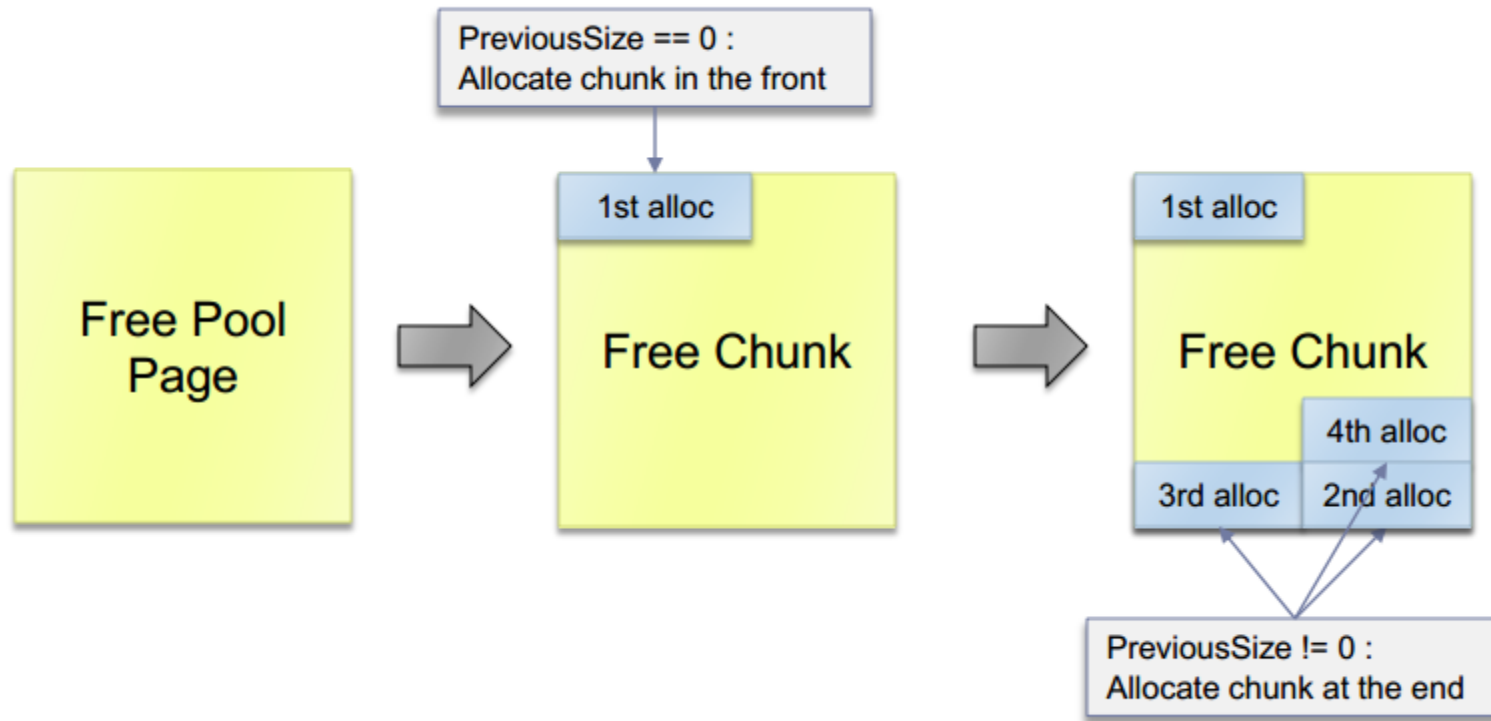 PreviousSize == 0 :
Allocate chunk in the front
Free Pool
Page
1st alloc
Free Chunk
1st alloc
Free Chunk
4th alloc
3rd alloc
2nd alloc
PreviousSize != 0 :
Allocate chunk at the end